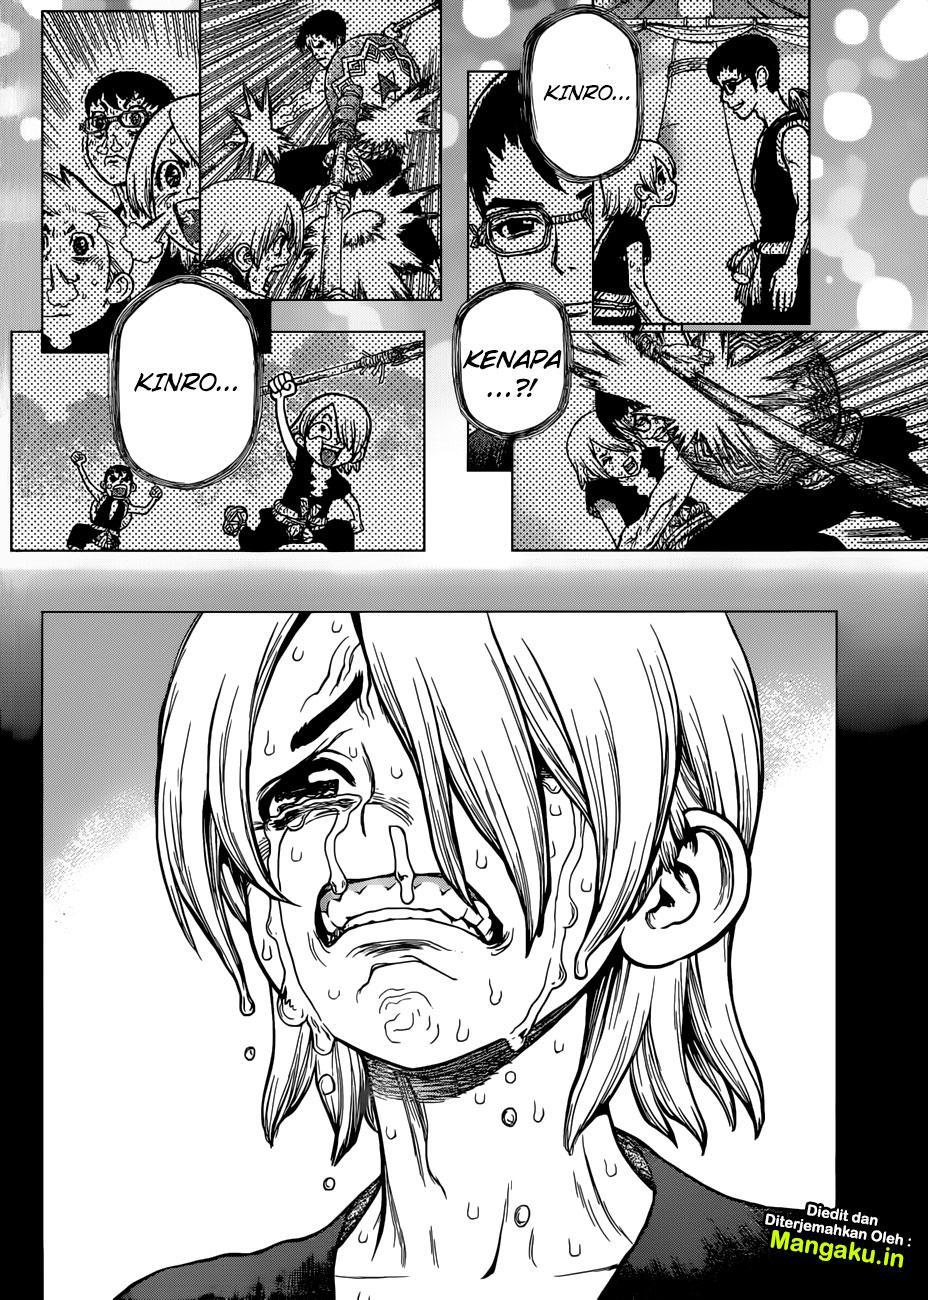 KINRO...
KENAPA
...?!
KINRO...
Diedit dan
Diterjemahkan Oleh :
Mangaku.in